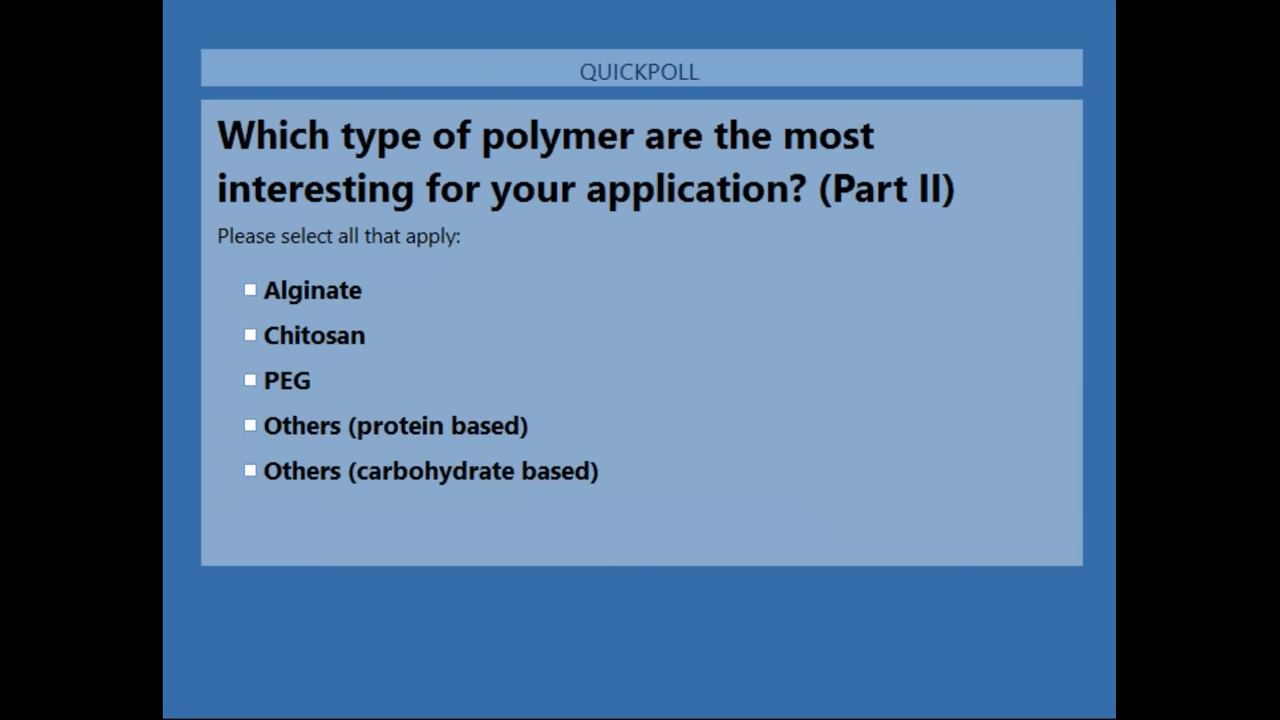 QUICKPOLL
Which type of polymer are the most
interesting for your application? (Part II)
Please select all that apply:
Alginate
Chitosan
PEG
Others (protein based)
Others (carbohydrate based)